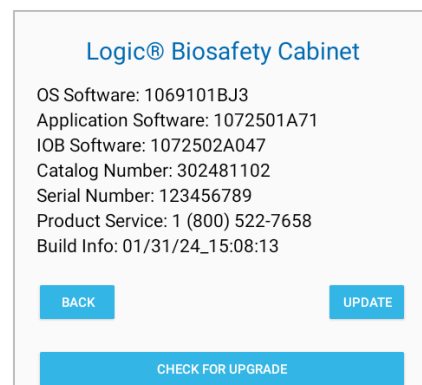 Logic® Biosafety Cabinet
OS Software: 1069101BJ3
Application Software: 1072501A71
IOB Software: 1072502A047
Catalog Number: 302481102
Serial Number: 123456789
Product Service: 1 (800) 522-7658
Build Info: 01/31/24_15:08:13
BACK
UPDATE
CHECK FOR UPGRADE